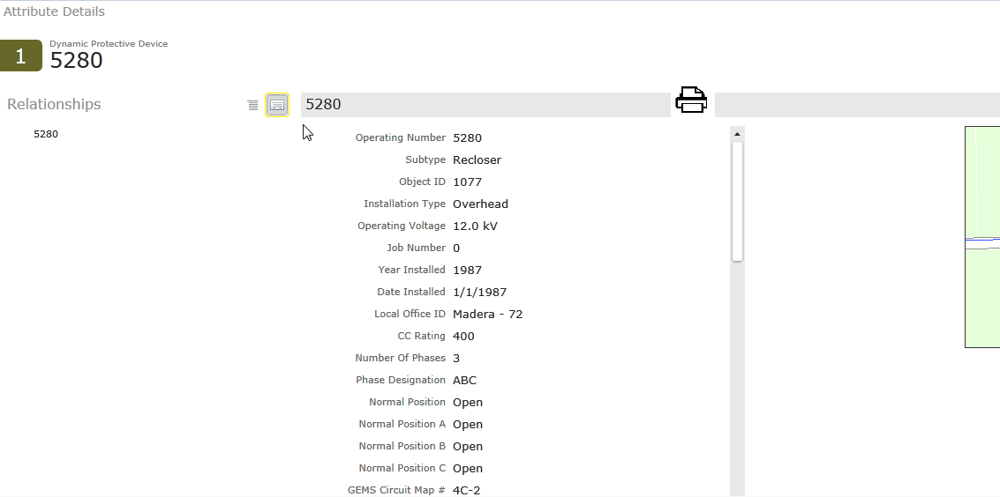 Attribute Details
1
Dynamic Protective Device
5280
Relationships
5280
5280
Operating Number 5280
Subtype Recloser
Object ID 1077
Installation Type Overhead
Operating Voltage 12.0 kV
Job Number 0
Year Installed 1987
Date Installed 1/1/1987
Local Office ID Madera - 72
CC Rating 400
Number Of Phases 3
Phase Designation ABC
Normal Position Open
Normal Position A Open
Normal Position B Open
Normal Position C Open
GEMS Circuit Map # 4C-2